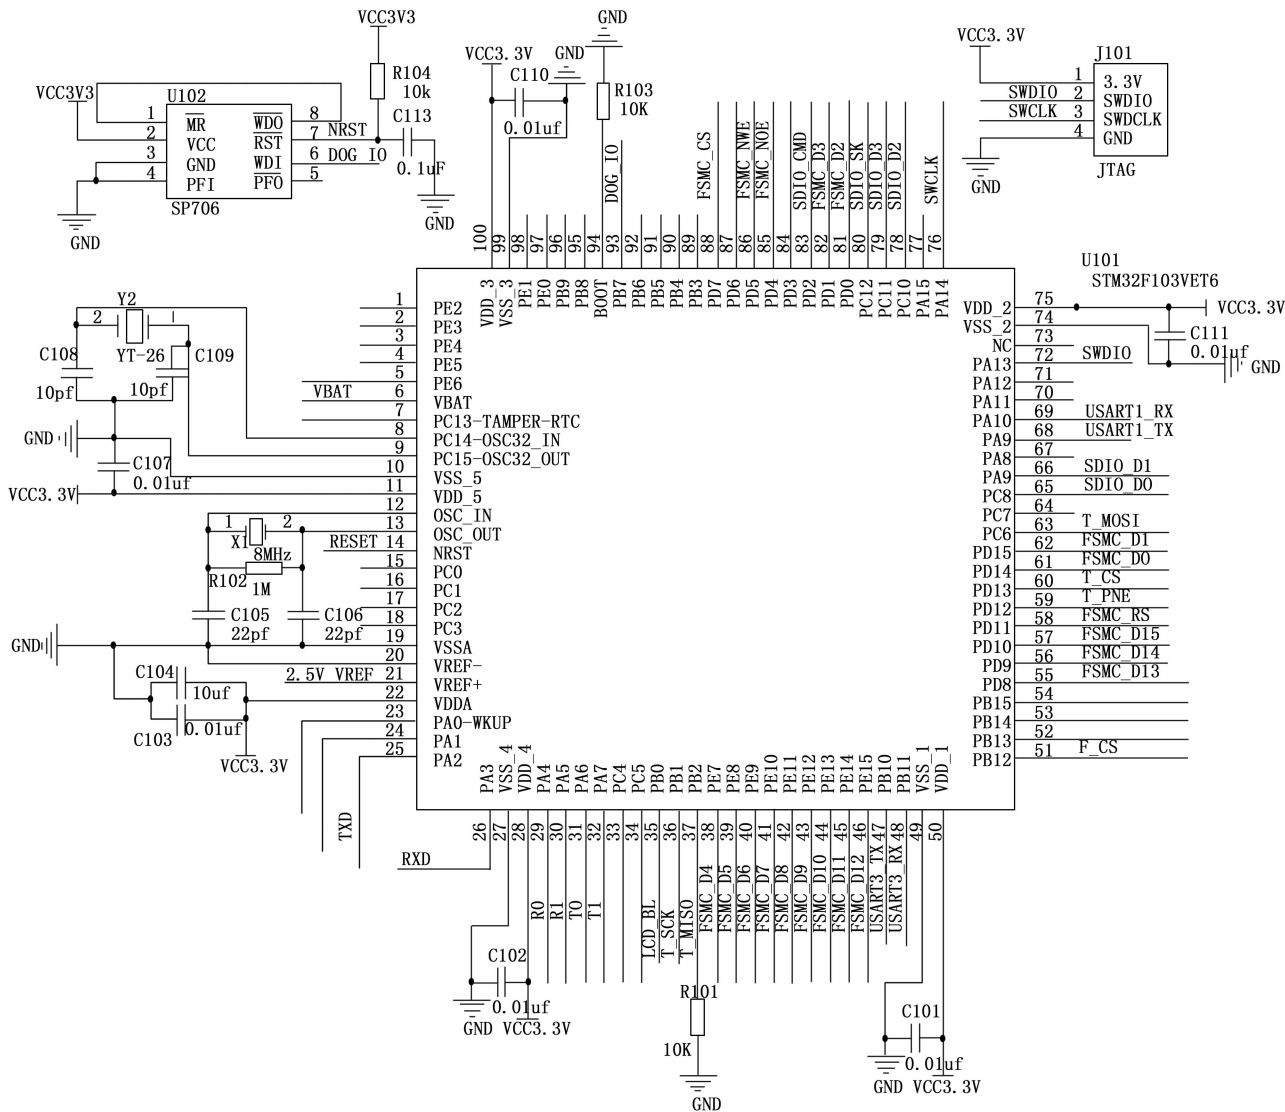 VCC3V3
R104
10k
C113
0.1uF
GND
VCC3V3
U102
1
2
3
4
MR
VCC
GND
PFI
WDO
RST
WDI
PFO
8
7
6
5
NRST
DOG_IO
SP706
GND
VCC3.3V
C110
0.01uf
GND
GND
R103
10K
DOG_IO
FSMC_CS
FSMC_NWE
FSMC_NOE
SDIO_CMD
FSMC_D3
FSMC_D2
SDIO_SK
SDIO_D3
SDIO_D2
SWCLK
VCC3.3V
J101
1
2
3
4
SWDIO
SWCLK
3.3V
SWDIO
SWDCLK
GND
JTAG
GND
100
99
98
97
96
95
94
93
92
91
90
89
88
87
86
85
84
83
82
81
80
79
78
77
76
VDD_3
VSS_3
PE1
PE0
PB9
PB8
BOOT
PB7
PB6
PB5
PB4
PB3
PD7
PD6
PD5
PD4
PD3
PD2
PD1
PD0
PC12
PC11
PC10
PA15
PA14
U101
STM32F103VET6
Y2
2
1
YT-26
C108
10pf
C109
10pf
GND
C107
0.01uf
VCC3.3V
VBAT
1
2
3
4
5
6
7
8
9
10
11
12
13
14
15
16
17
18
19
20
21
22
23
24
25
PE2
PE3
PE4
PE5
PE6
VBAT
PC13-TAMPER-RTC
PC14-OSC32_IN
PC15-OSC32_OUT
VSS_5
VDD_5
OSC_IN
OSC_OUT
NRST
PC0
PC1
PC2
PC3
VSSA
VREF-
VREF+
VDDA
PA0-WKUP
PA1
PA2
1
2
X1
8MHz
RESET
R102
1M
C105
22pf
C106
22pf
GND
C104
10uf
2.5V VREF
C103
0.01uf
VCC3.3V
TXD
RXD
VDD_2
VSS_2
NC
PA13
PA12
PA11
PA10
PA9
PA8
PA9
PC8
PC7
PC6
PD15
PD14
PD13
PD12
PD11
PD10
PD9
PD8
PB15
PB14
PB13
PB12
75
74
73
72
71
70
69
68
67
66
65
64
63
62
61
60
59
58
57
56
55
54
53
52
51
VCC3.3V
C111
0.01uf
GND
SWDIO
USART1_RX
USART1_TX
SDIO_D1
SDIO_D0
T_MOSI
FSMC_D1
FSMC_D0
T_CS
T_PNE
FSMC_RS
FSMC_D15
FSMC_D14
FSMC_D13
F_CS
PA3
VSS_4
VDD_4
PA4
PA5
PA6
PA7
PC4
PC5
PB0
PB1
PB2
PE7
PE8
PE9
PE10
PE11
PE12
PE13
PE14
PE15
PB10
PB11
VSS_1
VDD_1
26
27
28
29
30
31
32
33
34
35
36
37
38
39
40
41
42
43
44
45
46
47
48
49
50
R0
R1
T0
T1
LCD_BL
T_SCK
T_MISO
FSMC_D4
FSMC_D5
FSMC_D6
FSMC_D7
FSMC_D8
FSMC_D9
FSMC_D10
FSMC_D11
FSMC_D12
USART3_TX
USART3_RX
C102
0.01uf
GND
VCC3.3V
R101
10K
GND
C101
0.01uf
GND
VCC3.3V